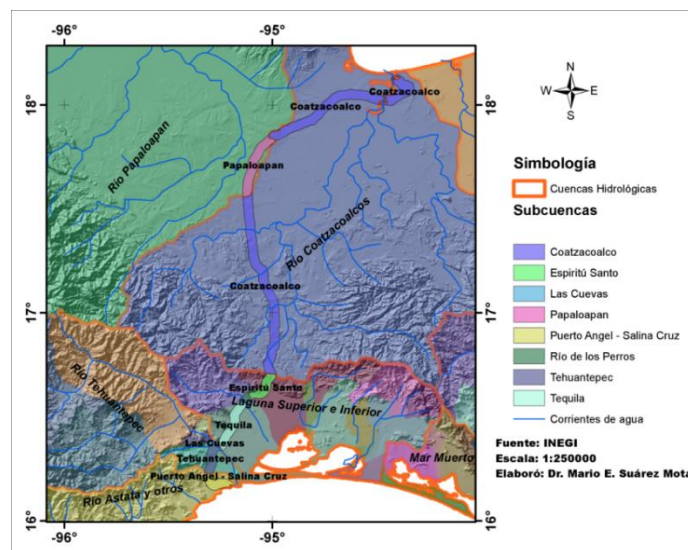 -96°
-95°
N
W
E
S
18°
18°
Coatzacoalco
Coatzacoalco
Río Papaloapan
Papaloapan
Río Coatzacoalcos
Coatzacoalco
17°
17°
Río Tehuantepec
Espiritú Santo
Laguna Superior e Inferior
Tequila
Las Cuevas
Tehuantepec
Mar Muerto
Puerto Angel - Salina Cruz
Río Astata y otros
16°
16°
-96°
-95°
Simbología
Cuencas Hidrológicas
Subcuencas
Coatzacoalco
Espiritú Santo
Las Cuevas
Papaloapan
Puerto Angel - Salina Cruz
Río de los Perros
Tehuantepec
Tequila
Corrientes de agua
Fuente: INEGI
Escala: 1:250000
Elaboró: Dr. Mario E. Suárez Mota